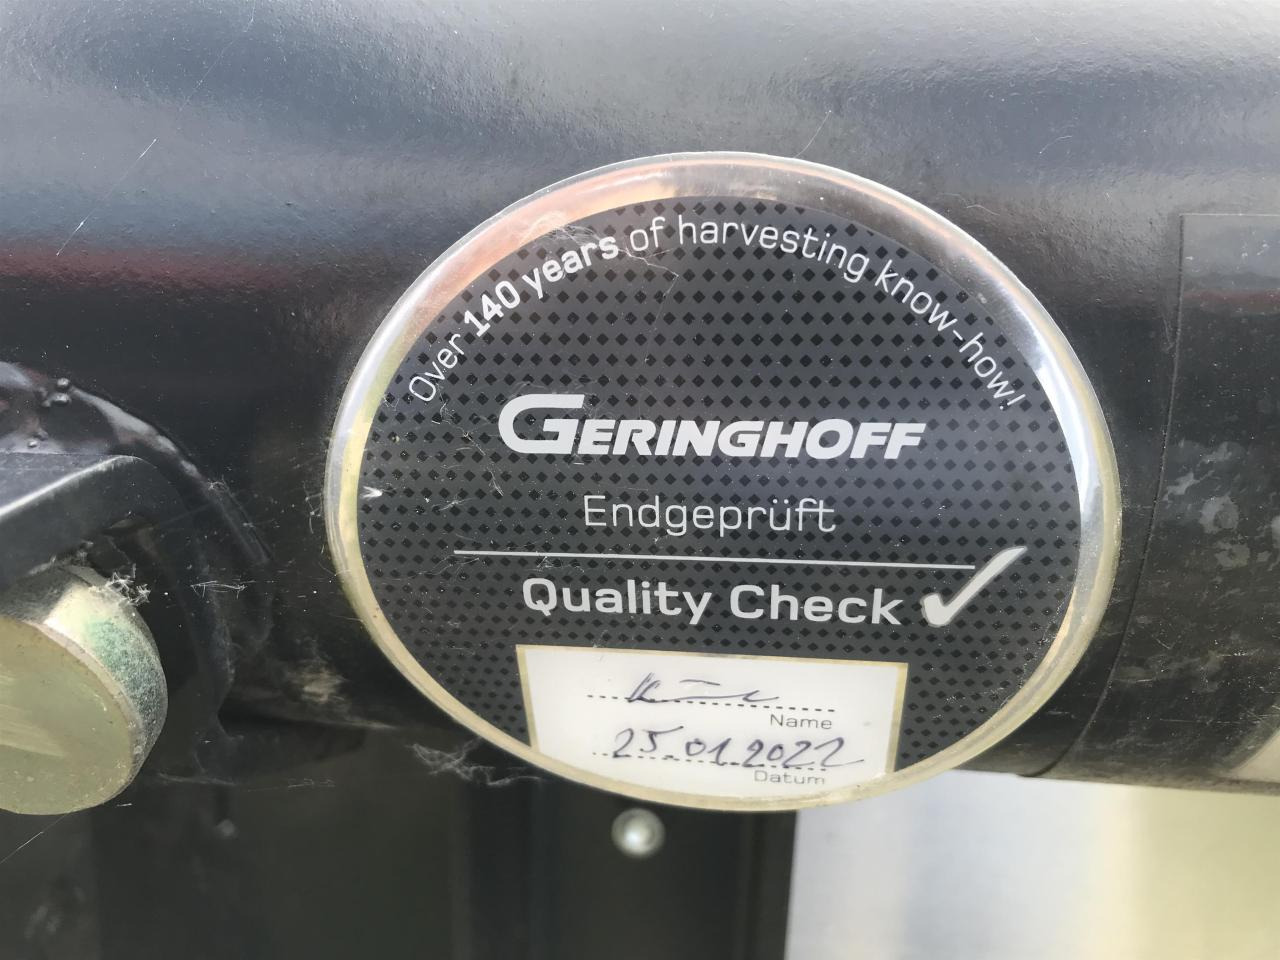 Over 140 years of harvesting know-how!
GERINGHOFF
Endgeprüft
Quality Check
Name
25.01.2022
Datum